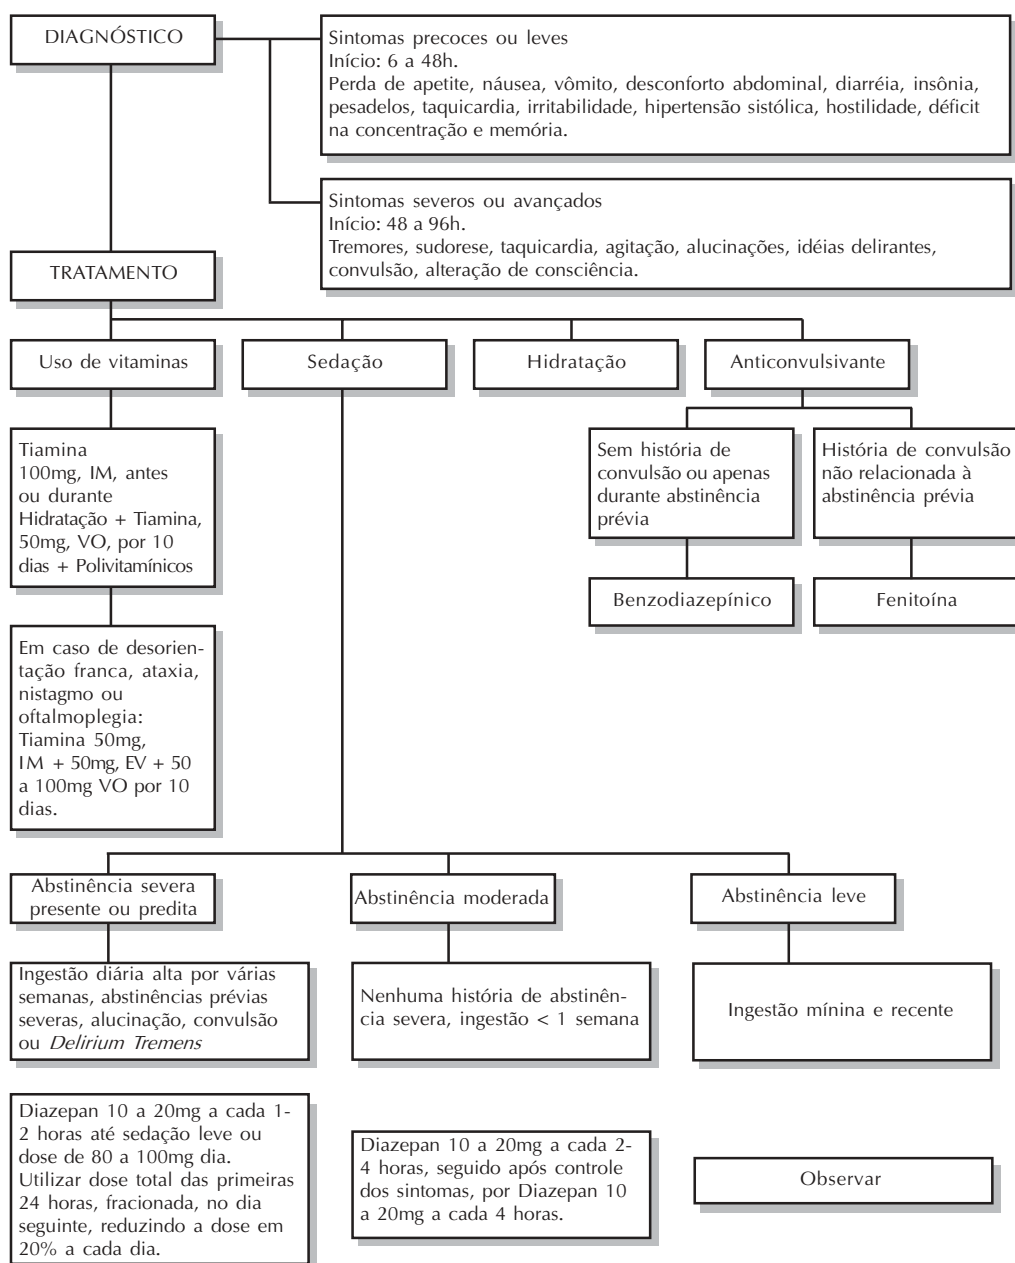 DIAGNÓSTICO
Sintomas precoces ou leves
Início: 6 a 48h.
Perda de apetite, náusea, vômito, desconforto abdominal, diarréia, insônia,
pesadelos, taquicardia, irritabilidade, hipertensão sistólica, hostilidade, déficit
na concentração e memória.
Sintomas severos ou avançados
Início: 48 a 96h.
Tremores, sudorese, taquicardia, agitação, alucinações, idéias delirantes,
convulsão, alteração de consciência.
TRATAMENTO
Uso de vitaminas
Sedação
Hidratação
Anticonvulsivante
Tiamina
100mg, IM, antes
ou durante
Hidratação + Tiamina,
50mg, VO, por 10
dias + Polivitamínicos
Sem história de
convulsão ou apenas
durante abstinência
prévia
História de convulsão
não relacionada à
abstinência prévia
Benzodiazepínico
Fenitoína
Em caso de desorien-
tação franca, ataxia,
nistagmo ou
oftalmoplegia:
Tiamina 50mg,
IM + 50mg, EV + 50
a 100mg VO por 10
dias.
Abstinência severa
presente ou predita
Abstinência moderada
Abstinência leve
Ingestão diária alta por várias
semanas, abstinências prévias
severas, alucinação, convulsão
ou Delirium Tremens
Nenhuma história de abstinên-
cia severa, ingestão < 1 semana
Ingestão mínina e recente
Diazepan 10 a 20mg a cada 1-
2 horas até sedação leve ou
dose de 80 a 100mg dia.
Utilizar dose total das primeiras
24 horas, fracionada, no dia
seguinte, reduzindo a dose em
20% a cada dia.
Diazepan 10 a 20mg a cada 2-
4 horas, seguido após controle
dos sintomas, por Diazepan 10
a 20mg a cada 4 horas.
Observar